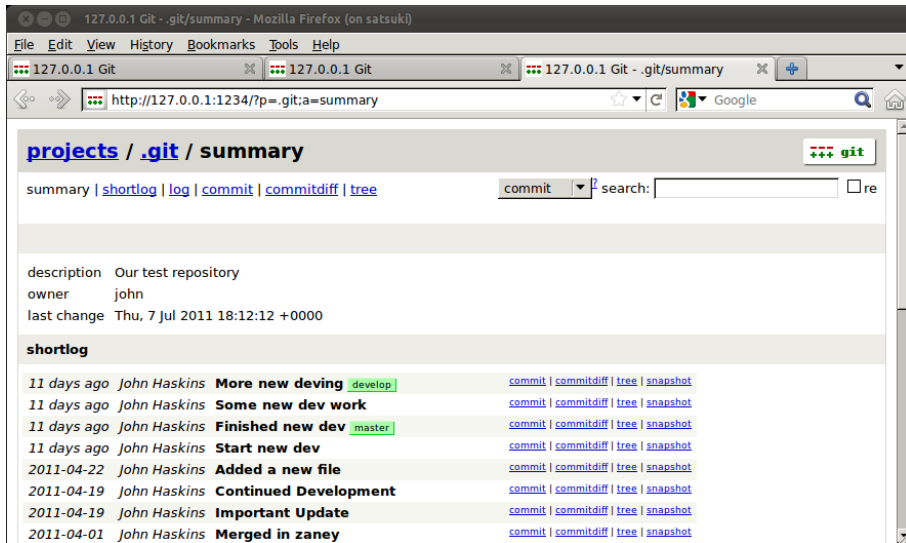 127.0.0.1 Git - .git/summary - Mozilla Firefox (on satsuki)
File Edit View History Bookmarks Tools Help
127.0.0.1 Git 127.0.0.1 Git 127.0.0.1 Git - .git/summary
http://127.0.0.1:1234/?p=.git;a=summary Google
projects / .git / summary git
summary | shortlog | log | commit | commitdiff | tree commit ? search: re
description Our test repository
owner john
last change Thu, 7 Jul 2011 18:12:12 +0000
shortlog
11 days ago John Haskins More new deving develop commit | commitdiff | tree | snapshot
11 days ago John Haskins Some new dev work commit | commitdiff | tree | snapshot
11 days ago John Haskins Finished new dev master commit | commitdiff | tree | snapshot
11 days ago John Haskins Start new dev commit | commitdiff | tree | snapshot
2011-04-22 John Haskins Added a new file commit | commitdiff | tree | snapshot
2011-04-19 John Haskins Continued Development commit | commitdiff | tree | snapshot
2011-04-19 John Haskins Important Update commit | commitdiff | tree | snapshot
2011-04-01 John Haskins Merged in zaney commit | commitdiff | tree | snapshot